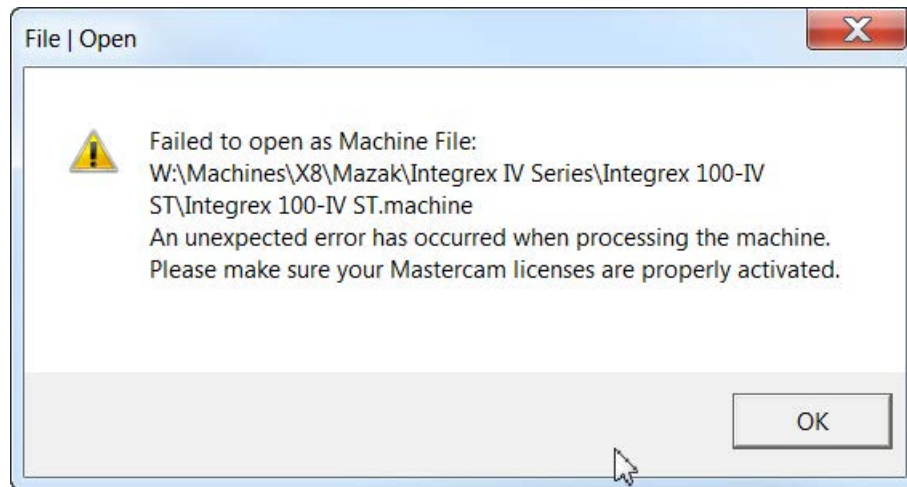 File | Open
Failed to open as Machine File:
W:\Machines\X8\Mazak\Integrex IV Series\Integrex 100-IV
ST\Integrex 100-IV ST.machine
An unexpected error has occurred when processing the machine.
Please make sure your Mastercam licenses are properly activated.
OK